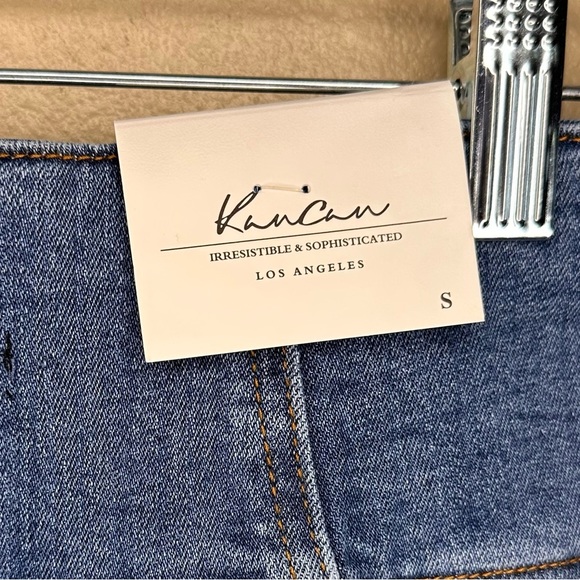 KanCan
IRRESISTIBLE & SOPHISTICATED
LOS ANGELES
S